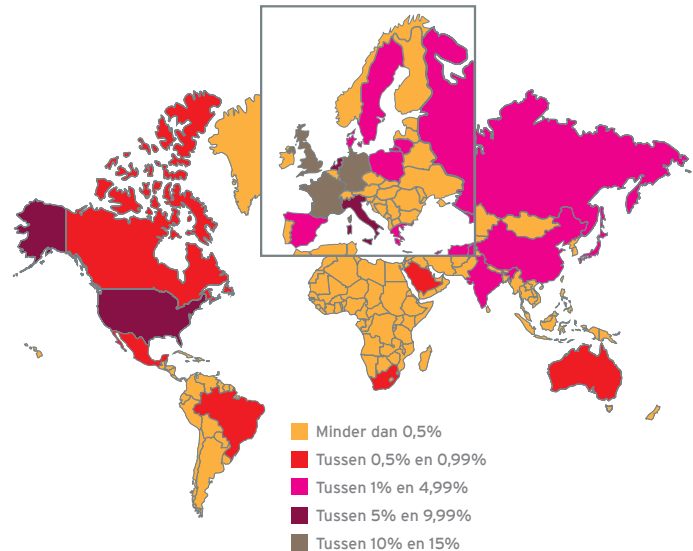 Minder dan 0,5%
Tussen 0,5% en 0,99%
Tussen 1% en 4,99%
Tussen 5% en 9,99%
Tussen 10% en 15%